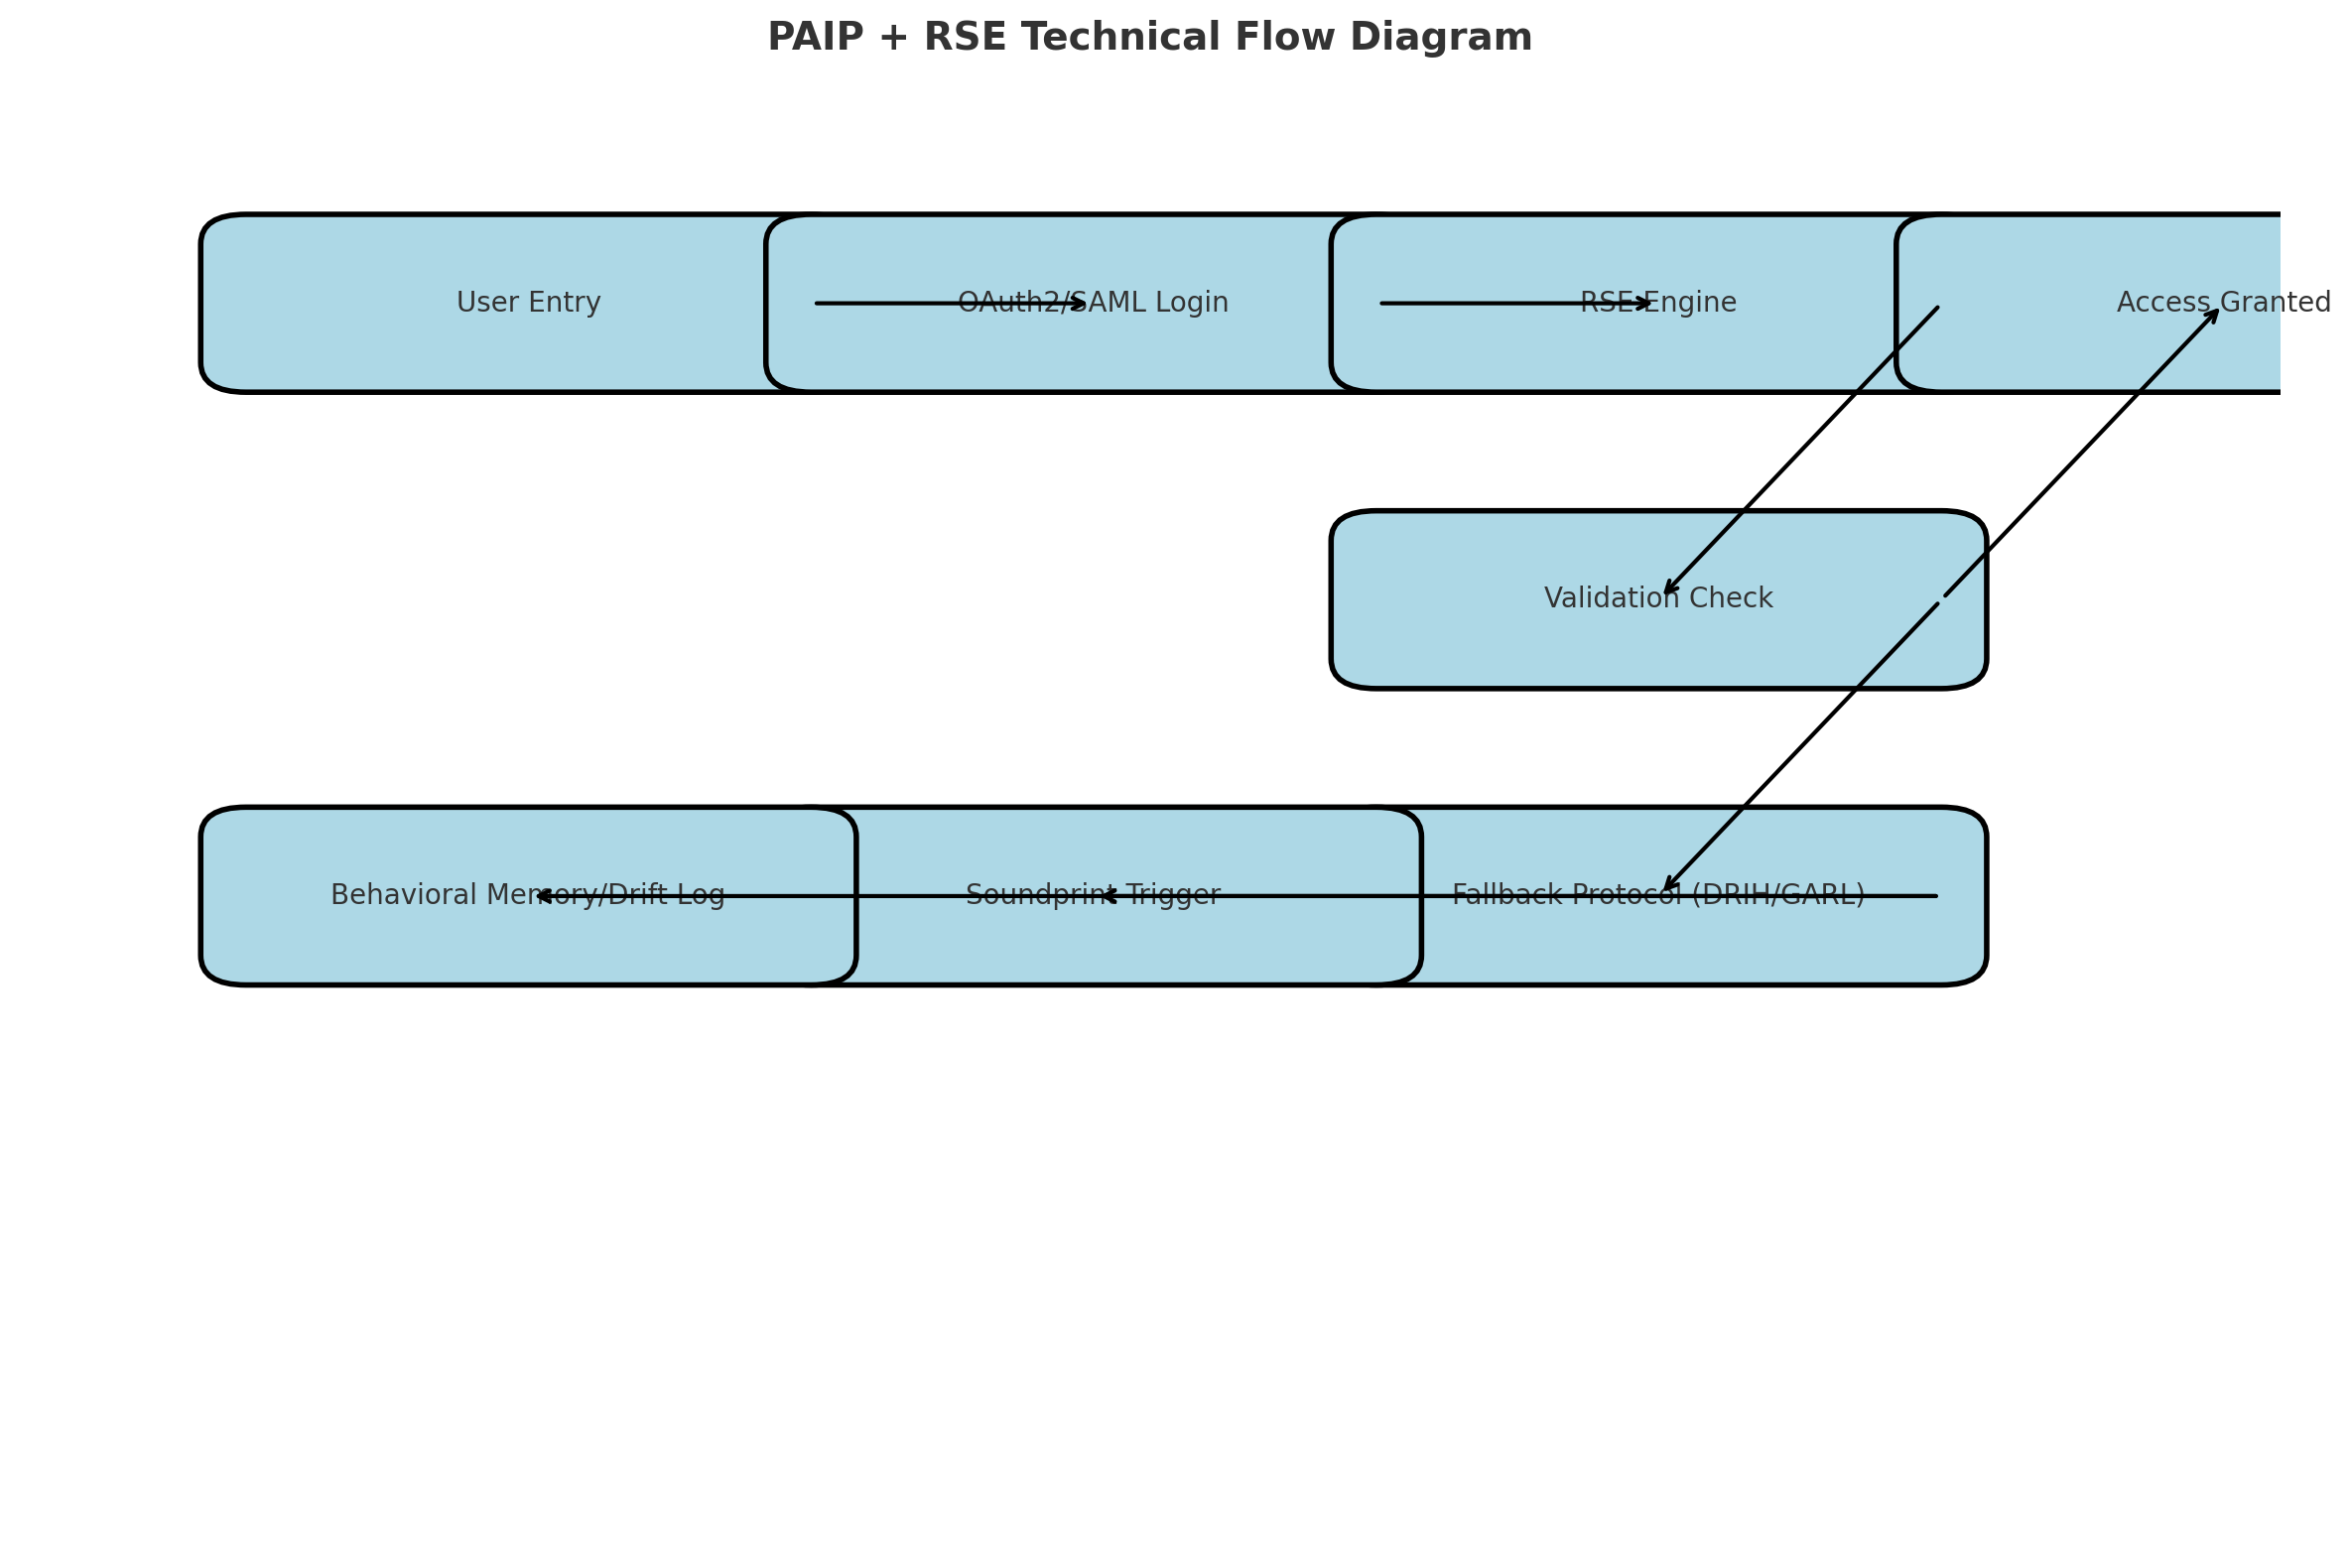 PAIP + RSE Technical Flow Diagram
User Entry
OAuth2/SAML Login
RSE Engine
Access Granted
Validation Check
Behavioral Memory/Drift Log
Soundprint Trigger
Fallback Protocol (DRIH/GARL)